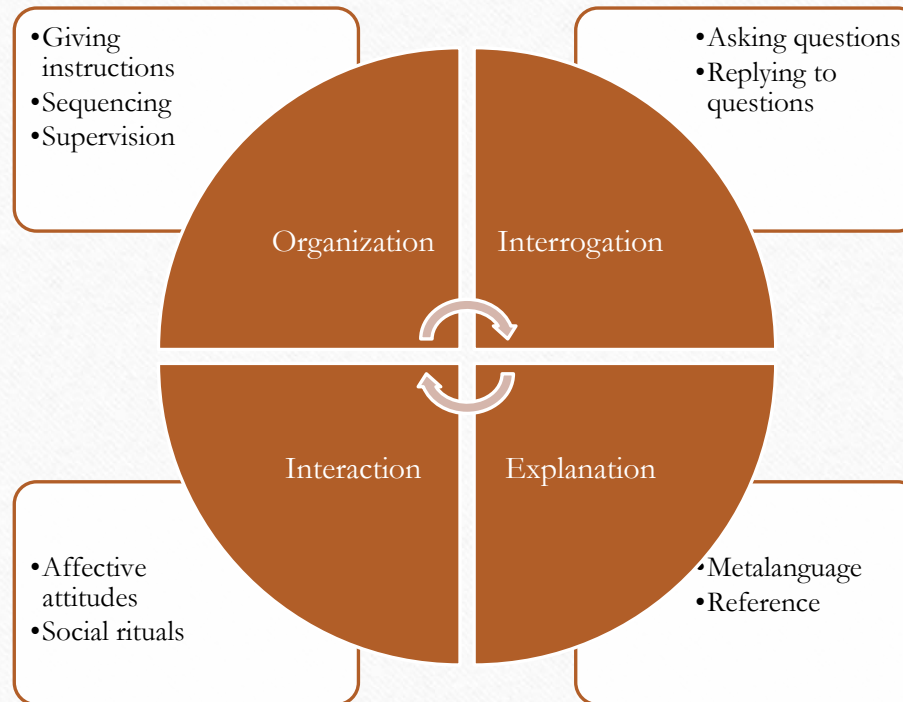 •Giving
instructions
•Sequencing
•Supervision
•Asking questions
•Replying to
questions
Organization
Interrogation
Interaction
Explanation
•Affective
attitudes
•Social rituals
•Metalanguage
•Reference